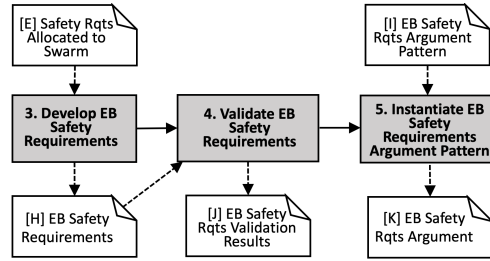 [E] Safety Rqts
Allocated to
Swarm
[I] EB Safety
Rqts Argument
Pattern
3. Develop EB
Safety
Requirements
4. Validate EB
Safety
Requirements
5. Instantiate EB
Safety
Requirements
Argument Pattern
[H] EB Safety
Requirements
[J] EB Safety
Rqts Validation
Results
[K] EB Safety
Rqts Argument